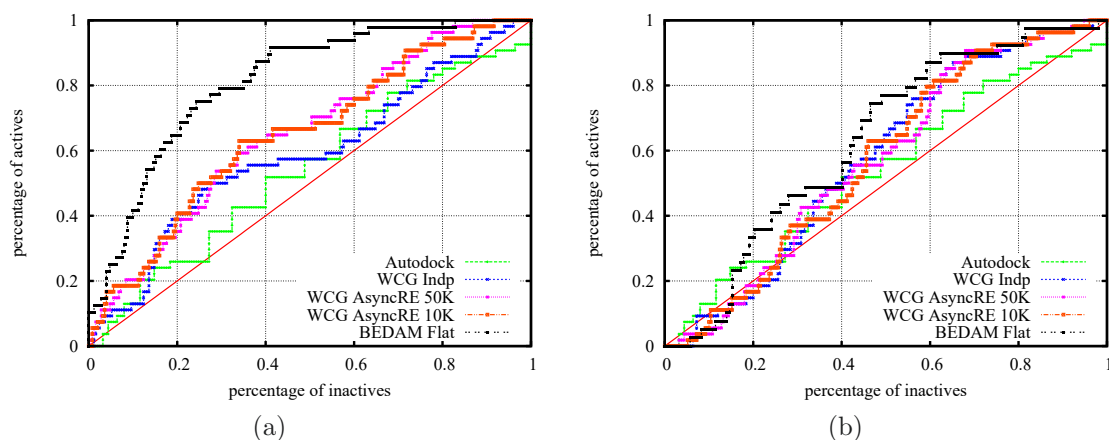 1
0.8
0.6
0.4
0.2
0
percentage of actives
Autodock
WCG Indp
WCG AsyncRE 50K
WCG AsyncRE 10K
BEDAM Flat
0 0.2 0.4 0.6 0.8 1
percentage of inactives
(a)
1
0.8
0.6
0.4
0.2
0
percentage of actives
Autodock
WCG Indp
WCG AsyncRE 50K
WCG AsyncRE 10K
BEDAM Flat
0 0.2 0.4 0.6 0.8 1
percentage of inactives
(b)